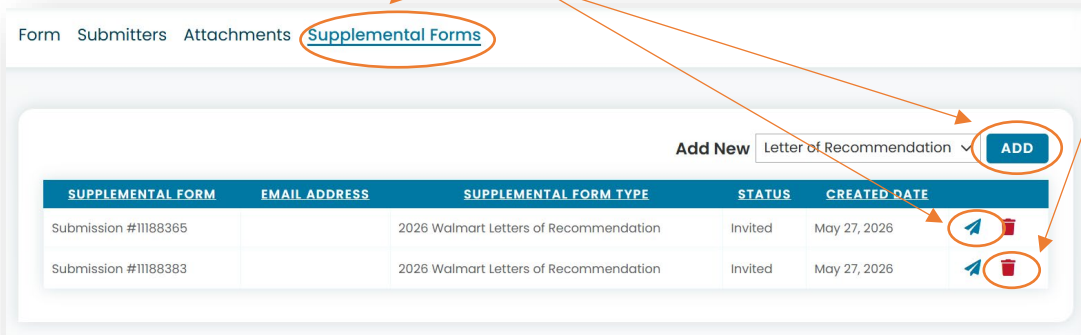 Form Submitters Attachments Supplemental Forms
Add New Letter of Recommendation ADD
SUPPLEMENTAL FORM EMAIL ADDRESS SUPPLEMENTAL FORM TYPE STATUS CREATED DATE
Submission #11188365 2026 Walmart Letters of Recommendation Invited May 27, 2026
Submission #11188383 2026 Walmart Letters of Recommendation Invited May 27, 2026